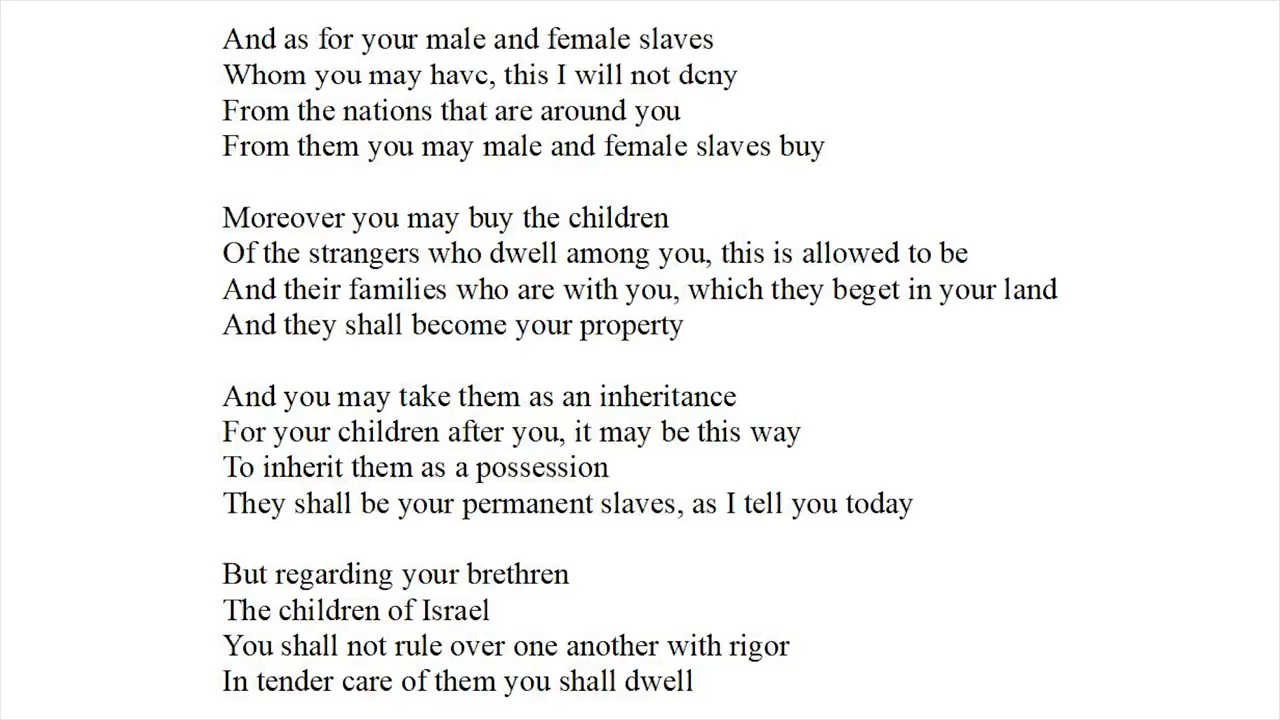 And as for your male and female slaves
Whom you may have, this I will not deny
From the nations that are around you
From them you may male and female slaves buy
Moreover you may buy the children
Of the strangers who dwell among you, this is allowed to be
And their families who are with you, which they beget in your land
And they shall become your property
And you may take them as an inheritance
For your children after you, it may be this way
To inherit them as a possession
They shall be your permanent slaves, as I tell you today
But regarding your brethren
The children of Israel
You shall not rule over one another with rigor
In tender care of them you shall dwell